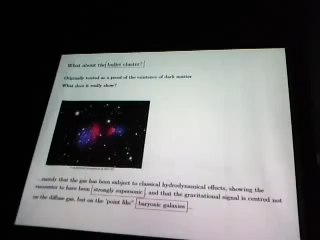 What about the bullet cluster?
Originally touted as a proof of the existence of dark matter
What does it really show?
...merely that the gas has been subject to classical hydrodynamical effects, showing the
encounter to have been strongly supersonic, and that the gravitational signal is centred not
on the diffuse gas, but on the "point like" baryonic galaxies...